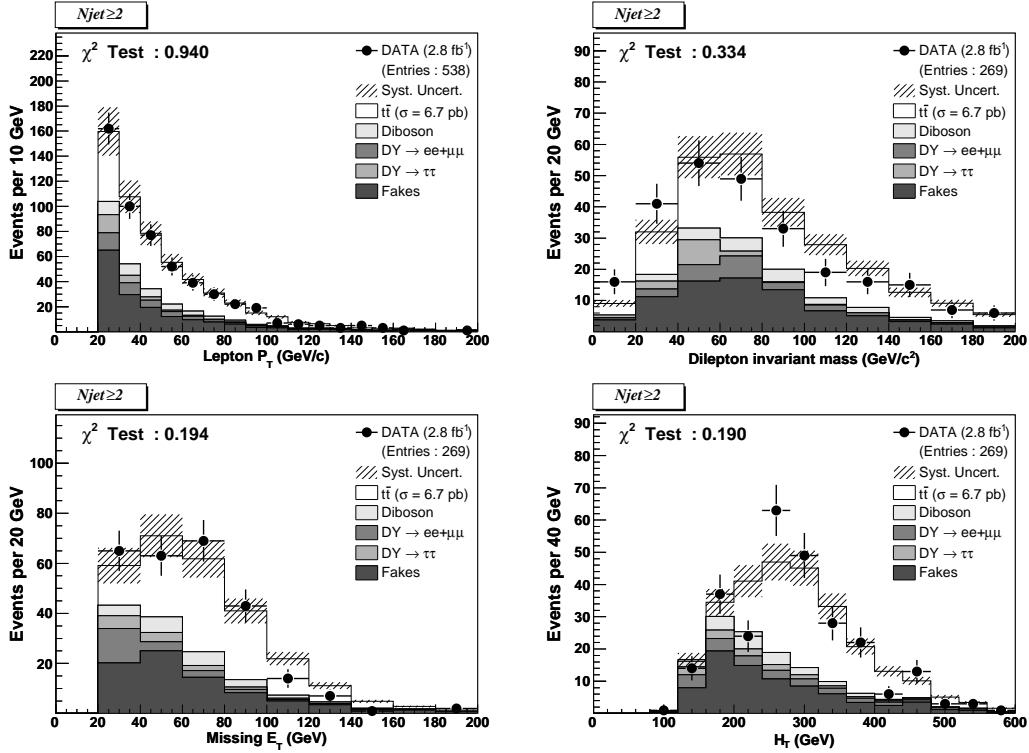 Njet≥2
χ² Test : 0.940
DATA (2.8 fb⁻¹)
(Entries : 538)
Syst. Uncert.
tt̄ (σ = 6.7 pb)
Diboson
DY → ee+μμ
DY → ττ
Fakes
Events per 10 GeV
220
200
180
160
140
120
100
80
60
40
20
0 20 40 60 80 100 120 140 160 180 200
Lepton P_T (GeV/c)
Njet≥2
χ² Test : 0.334
DATA (2.8 fb⁻¹)
(Entries : 269)
Syst. Uncert.
tt̄ (σ = 6.7 pb)
Diboson
DY → ee+μμ
DY → ττ
Fakes
Events per 20 GeV
90
80
70
60
50
40
30
20
10
0 20 40 60 80 100 120 140 160 180 200
Dilepton invariant mass (GeV/c²)
Njet≥2
χ² Test : 0.194
DATA (2.8 fb⁻¹)
(Entries : 269)
Syst. Uncert.
tt̄ (σ = 6.7 pb)
Diboson
DY → ee+μμ
DY → ττ
Fakes
Events per 20 GeV
100
80
60
40
20
0 20 40 60 80 100 120 140 160 180 200
Missing E_T (GeV)
Njet≥2
χ² Test : 0.190
DATA (2.8 fb⁻¹)
(Entries : 269)
Syst. Uncert.
tt̄ (σ = 6.7 pb)
Diboson
DY → ee+μμ
DY → ττ
Fakes
Events per 40 GeV
90
80
70
60
50
40
30
20
10
0 100 200 300 400 500 600
H_T (GeV)